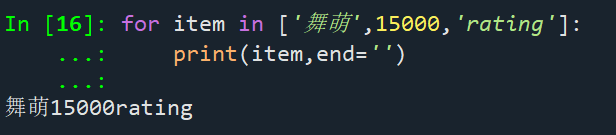 In [16]: for item in ['舞萌',15000,'rating']:
    ...:     print(item,end='')
    ...:
舞萌15000rating